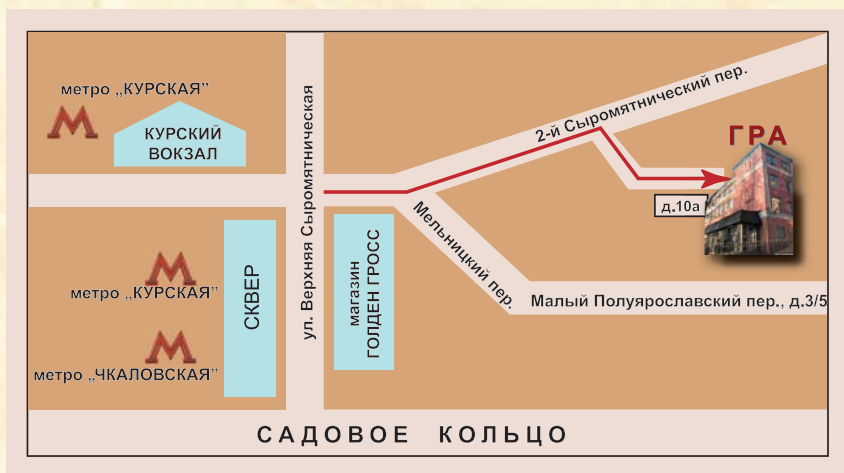 метро „КУРСКАЯ”
КУРСКИЙ
ВОКЗАЛ
ул. Верхняя Сыромятническая
2-й Сыромятнический пер.
ГРА
д.10а
Мельницкий пер.
Малый Полуярославский пер., д.3/5
метро „КУРСКАЯ”
СКВЕР
магазин
ГОЛДЕН ГРОСС
метро „ЧКАЛОВСКАЯ”
САДОВОЕ КОЛЬЦО